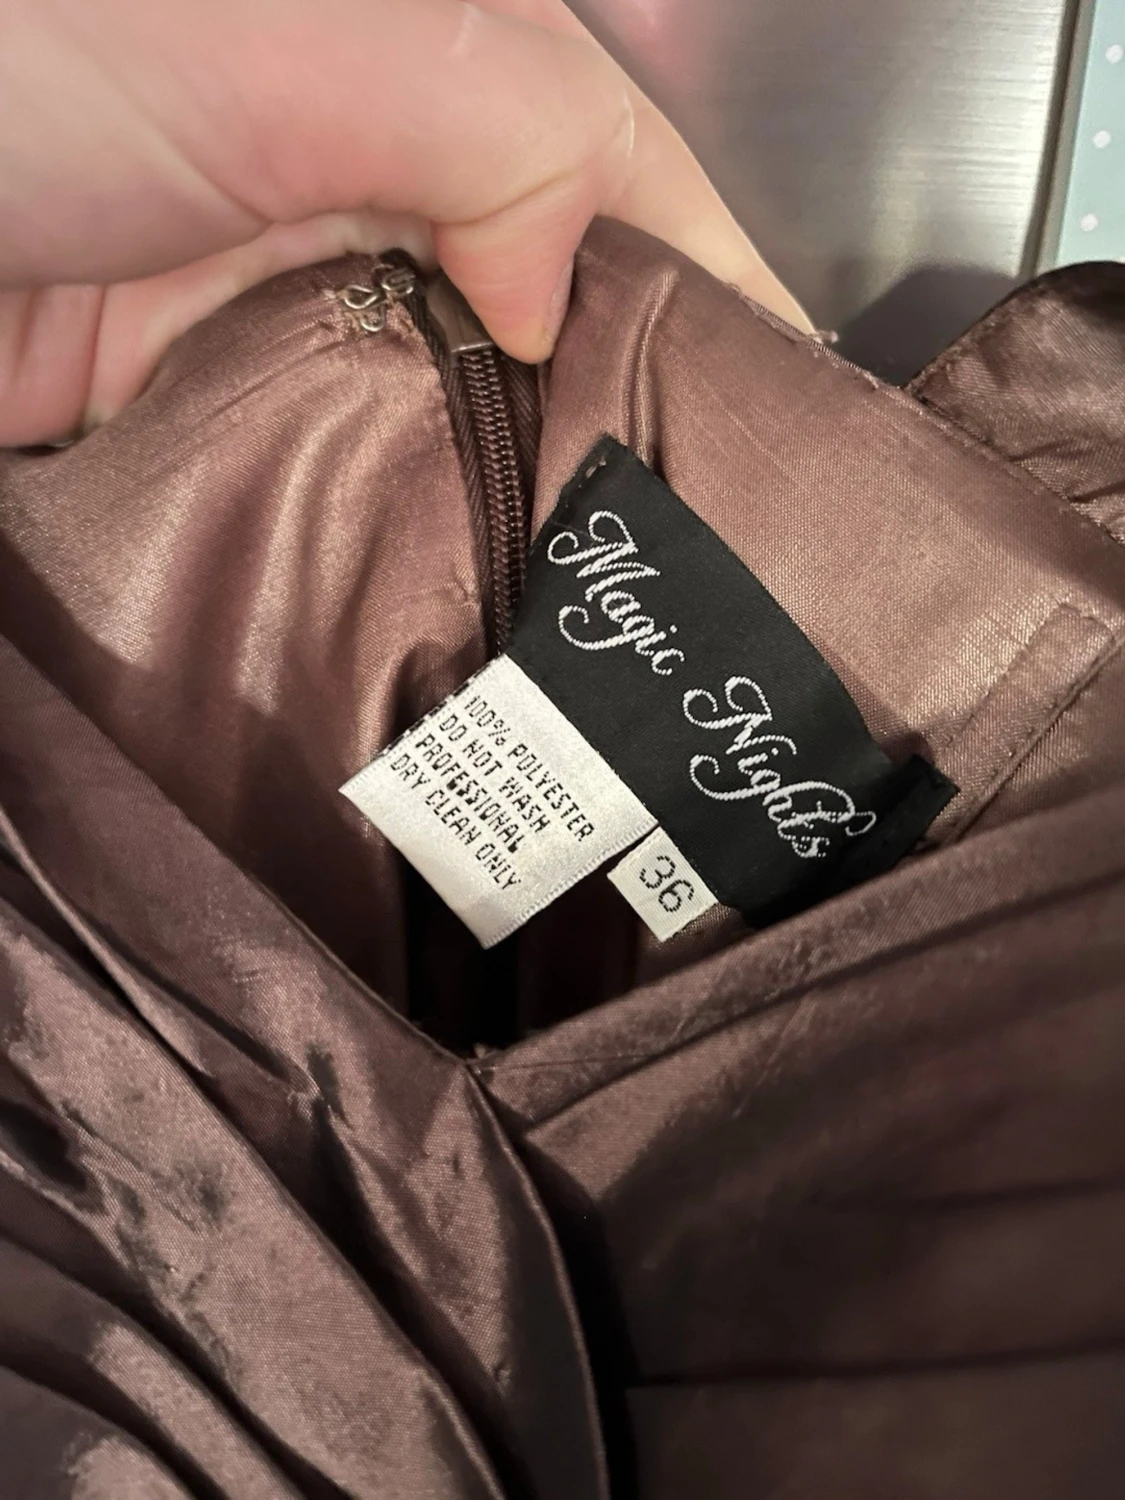 Magic Nights
100% POLYESTER
DO NOT WASH
PROFESSIONAL
DRY CLEAN ONLY
36